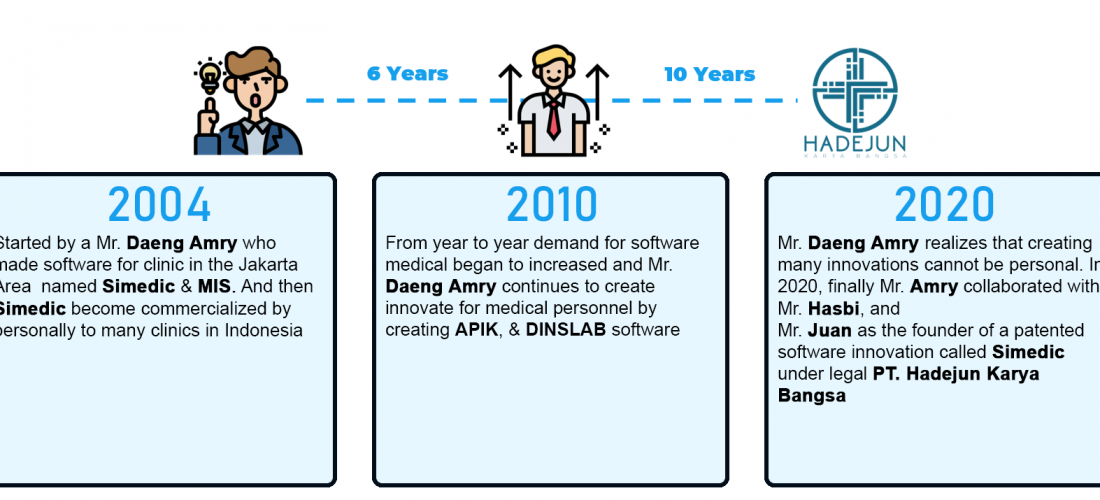 6 Years
10 Years
HADEJUN
KARYA BANGSA
2004
Started by a Mr. Daeng Amry who
made software for clinic in the Jakarta
Area named Simedic & MIS. And then
Simedic become commercialized by
personally to many clinics in Indonesia
2010
From year to year demand for software
medical began to increased and Mr.
Daeng Amry continues to create
innovate for medical personnel by
creating APIK, & DINSLAB software
2020
Mr. Daeng Amry realizes that creating
many innovations cannot be personal. In
2020, finally Mr. Amry collaborated with
Mr. Hasbi, and
Mr. Juan as the founder of a patented
software innovation called Simedic
under legal PT. Hadejun Karya
Bangsa